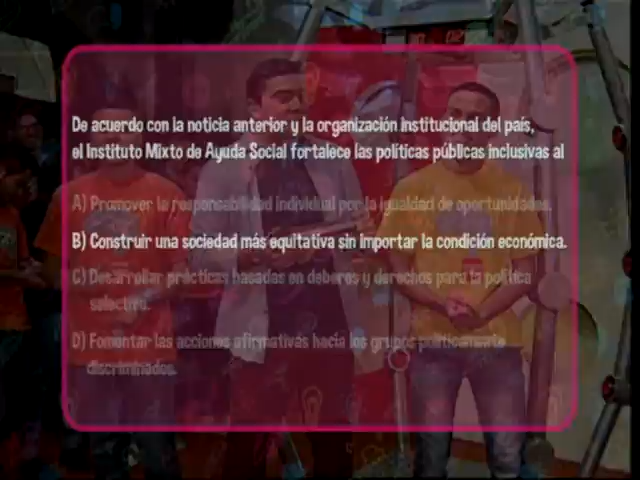 De acuerdo con la noticia anterior y la organización institucional del país,
el Instituto Mixto de Ayuda Social fortalece las políticas públicas inclusivas al
A) Promover la responsabilidad individual por la igualdad de oportunidades.
B) Construir una sociedad más equitativa sin importar la condición económica.
C) Desarrollar prácticas basadas en deberes y derechos para la política
selectiva.
D) Fomentar las acciones afirmativas hacia los grupos políticamente
discriminados.